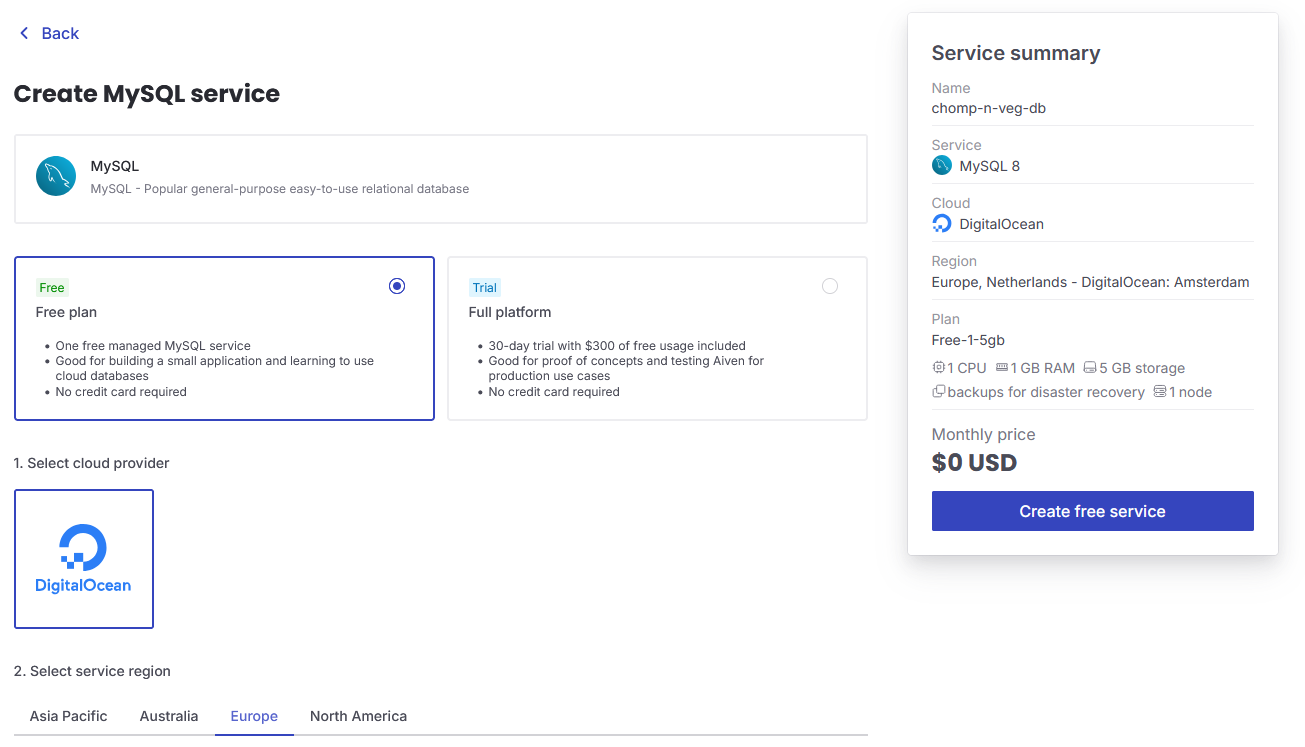 Back
Create MySQL service
MySQL
MySQL - Popular general-purpose easy-to-use relational database
Free
Free plan
• One free managed MySQL service
• Good for building a small application and learning to use
cloud databases
• No credit card required
Trial
Full platform
• 30-day trial with $300 of free usage included
• Good for proof of concepts and testing Aiven for
production use cases
• No credit card required
1. Select cloud provider
DigitalOcean
2. Select service region
Asia Pacific Australia Europe North America
Service summary
Name
chomp-n-veg-db
Service
MySQL 8
Cloud
DigitalOcean
Region
Europe, Netherlands - DigitalOcean: Amsterdam
Plan
Free-1-5gb
1 CPU 1 GB RAM 5 GB storage
backups for disaster recovery 1 node
Monthly price
$0 USD
Create free service